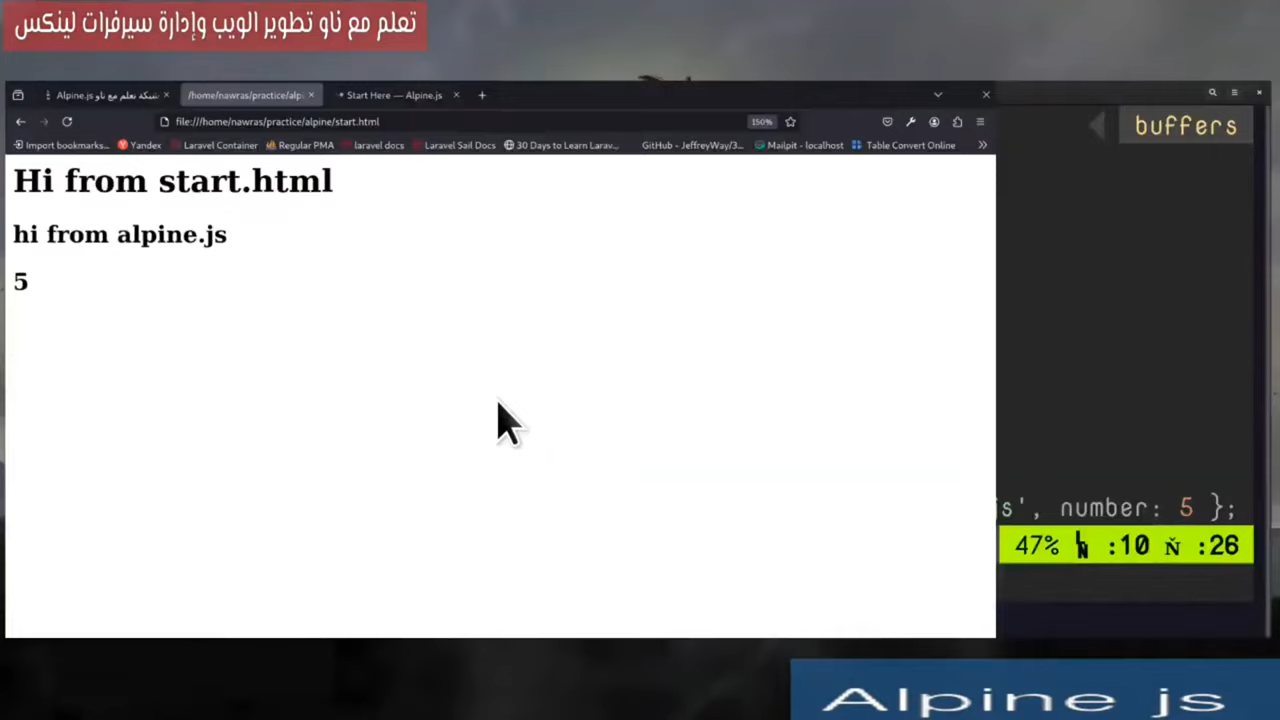 تعلم مع ناو تطوير الويب وإدارة سيرفرات لينكس
Alpine.js شبكة تعلم مع ناو
/home/nawras/practice/alpi
Start Here — Alpine.js
file:///home/nawras/practice/alpine/start.html
150%
Import bookmarks...
Yandex
Laravel Container
Regular PMA
laravel docs
Laravel Sail Docs
30 Days to Learn Larav...
GitHub - JeffreyWay/3...
Mailpit - localhost
Table Convert Online
buffers
Hi from start.html
hi from alpine.js
5
s', number: 5 };
47% :10 :26
Alpine js